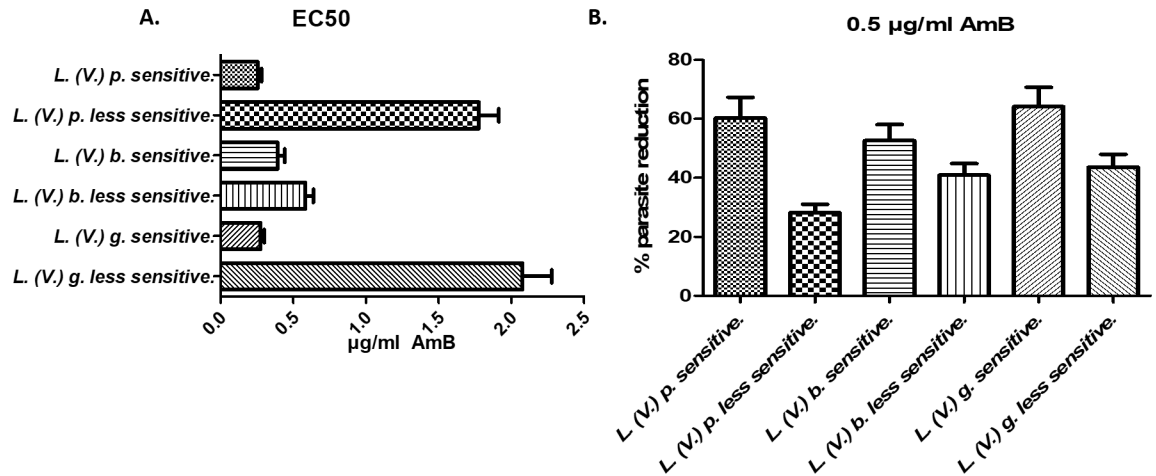 A.
EC50
L. (V.) p. sensitive.
L. (V.) p. less sensitive.
L. (V.) b. sensitive.
L. (V.) b. less sensitive.
L. (V.) g. sensitive.
L. (V.) g. less sensitive.
0.0 0.5 1.0 1.5 2.0 2.5
µg/ml AmB
B.
0.5 µg/ml AmB
% parasite reduction
80
60
40
20
0
L. (V.) p. sensitive.
L. (V.) p. less sensitive.
L. (V.) b. sensitive.
L. (V.) b. less sensitive.
L. (V.) g. sensitive.
L. (V.) g. less sensitive.